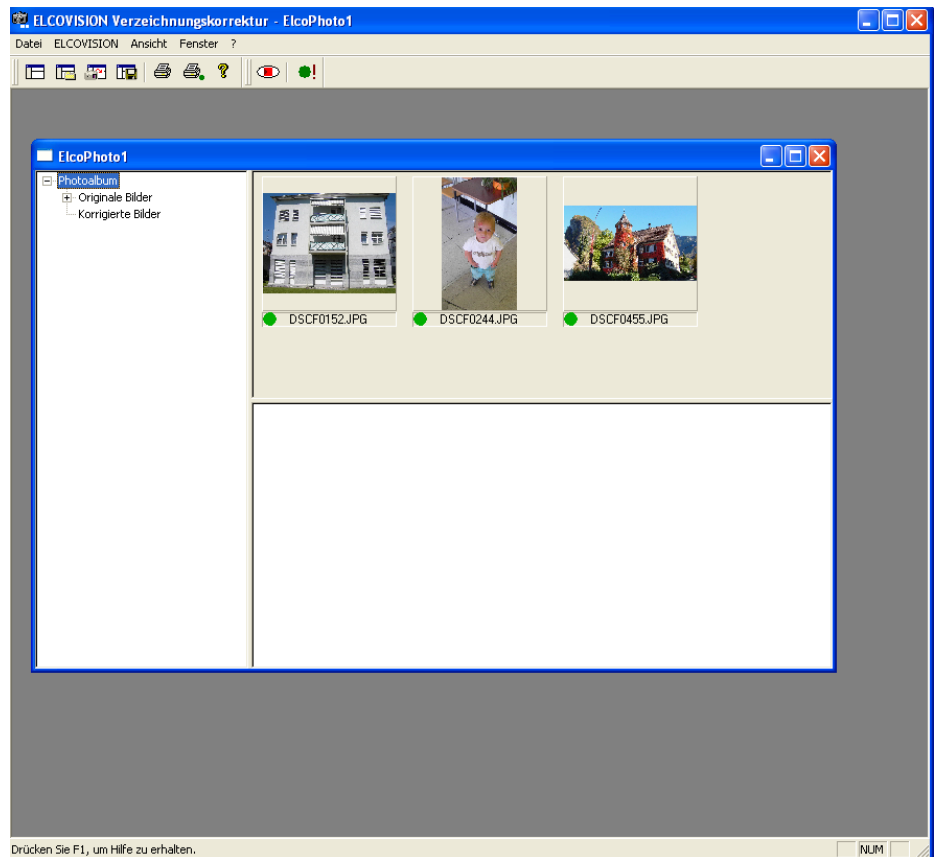 ELCOVISION Verzeichnungskorrektur - ElcoPhoto1
Datei ELCOVISION Ansicht Fenster ?
ElcoPhoto1
Photoalbum
Originale Bilder
Korrigierte Bilder
DSCF0152.JPG DSCF0244.JPG DSCF0455.JPG
Drücken Sie F1, um Hilfe zu erhalten. NUM